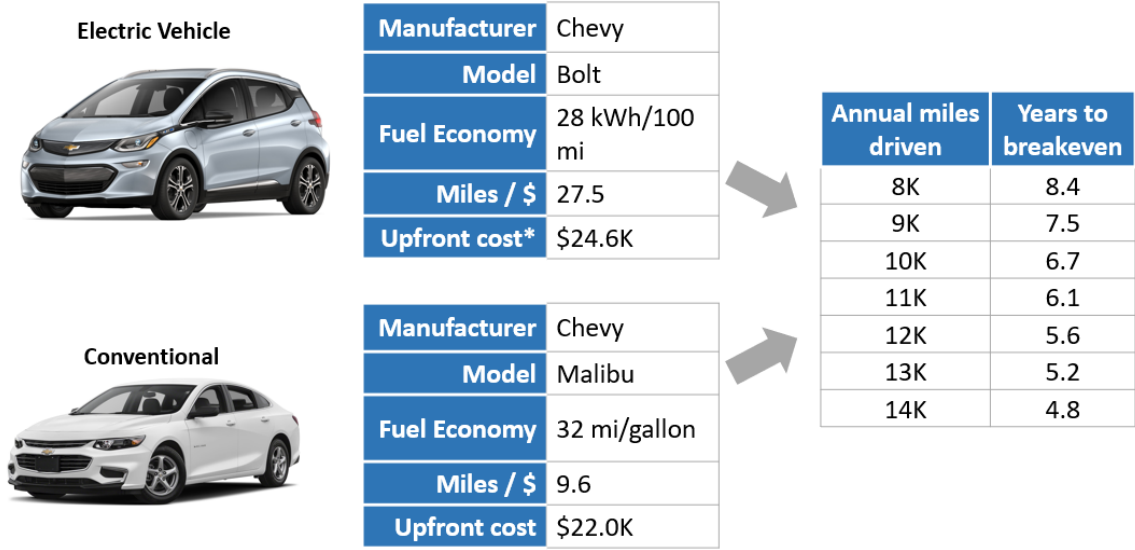 Electric Vehicle
Manufacturer Chevy
Model Bolt
Fuel Economy 28 kWh/100
mi
Miles / $ 27.5
Upfront cost* $24.6K
Conventional
Manufacturer Chevy
Model Malibu
Fuel Economy 32 mi/gallon
Miles / $ 9.6
Upfront cost $22.0K
Annual miles Years to
driven breakeven
8K 8.4
9K 7.5
10K 6.7
11K 6.1
12K 5.6
13K 5.2
14K 4.8